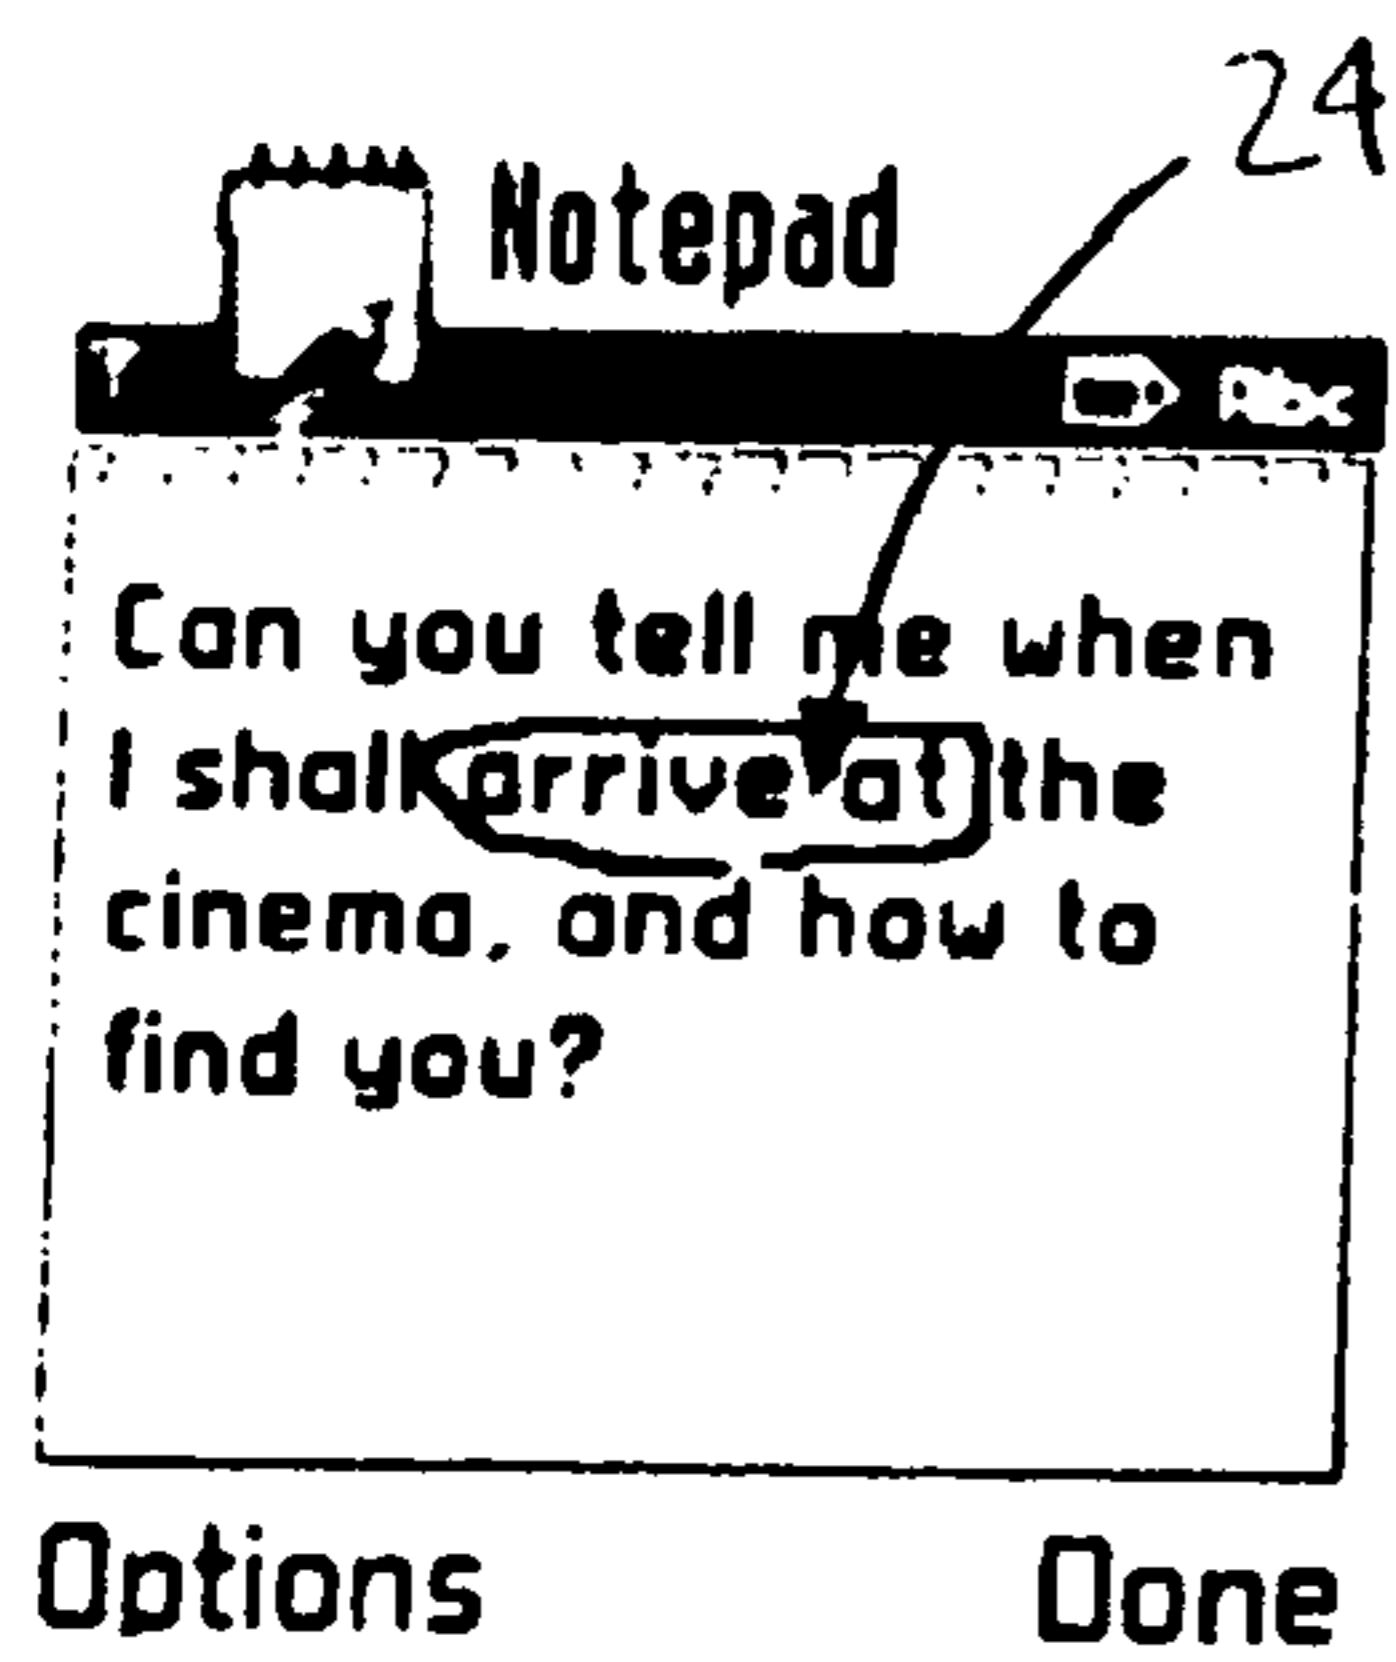 24
Notepad
Abc
Can you tell me when
I shall arrive at the
cinema, and how to
find you?
Options
Done